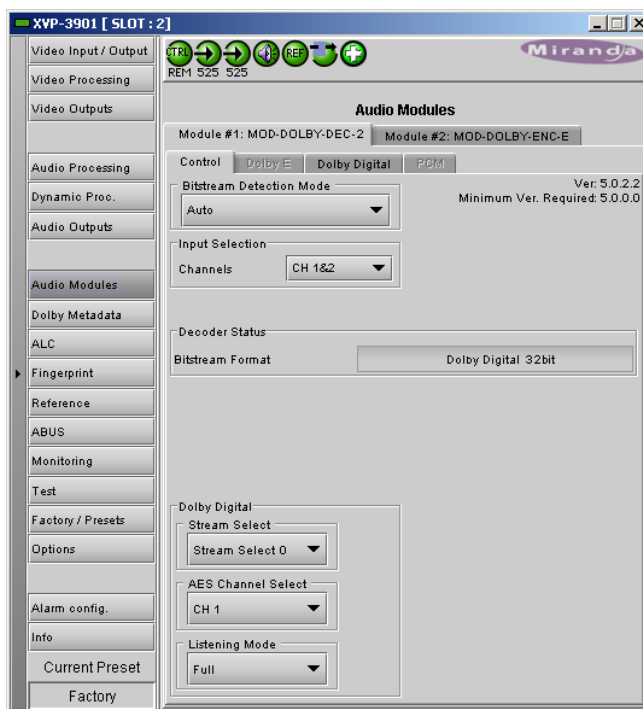 XVP-3901 [ SLOT : 2]
Video Input / Output
Video Processing
Video Outputs
Audio Processing
Dynamic Proc.
Audio Outputs
Audio Modules
Dolby Metadata
ALC
Fingerprint
Reference
ABUS
Monitoring
Test
Factory / Presets
Options
Alarm config.
Info
Current Preset
Factory
CTRL
REF
REM 525 525
Miranda
Audio Modules
Module #1: MOD-DOLBY-DEC-2
Module #2: MOD-DOLBY-ENC-E
Control
Dolby E
Dolby Digital
PCM
Bitstream Detection Mode
Auto
Ver: 5.0.2.2
Minimum Ver. Required: 5.0.0.0
Input Selection
Channels
CH 1&2
Decoder Status
Bitstream Format
Dolby Digital 32bit
Dolby Digital
Stream Select
Stream Select 0
AES Channel Select
CH 1
Listening Mode
Full